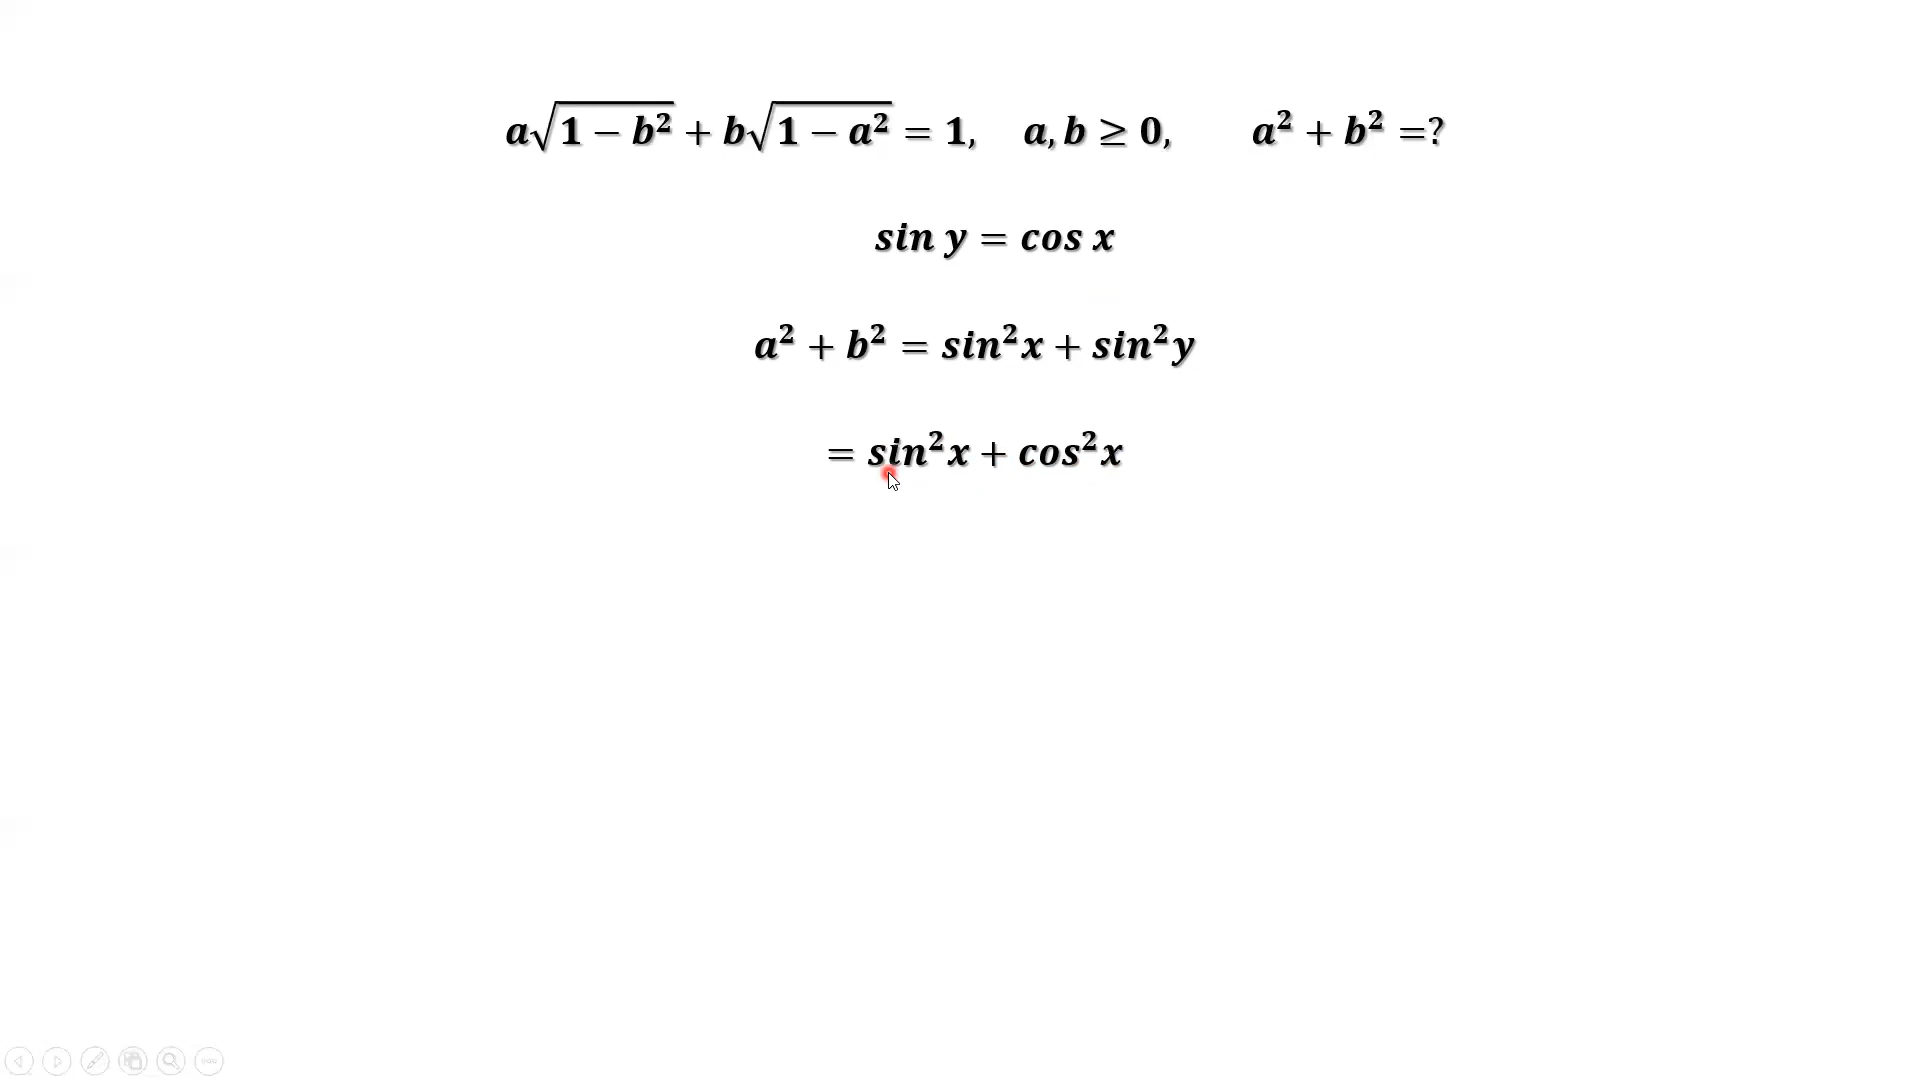 a√(1 − b²) + b√(1 − a²) = 1, a, b ≥ 0, a² + b² =?
sin y = cos x
a² + b² = sin²x + sin²y
= sin²x + cos²x